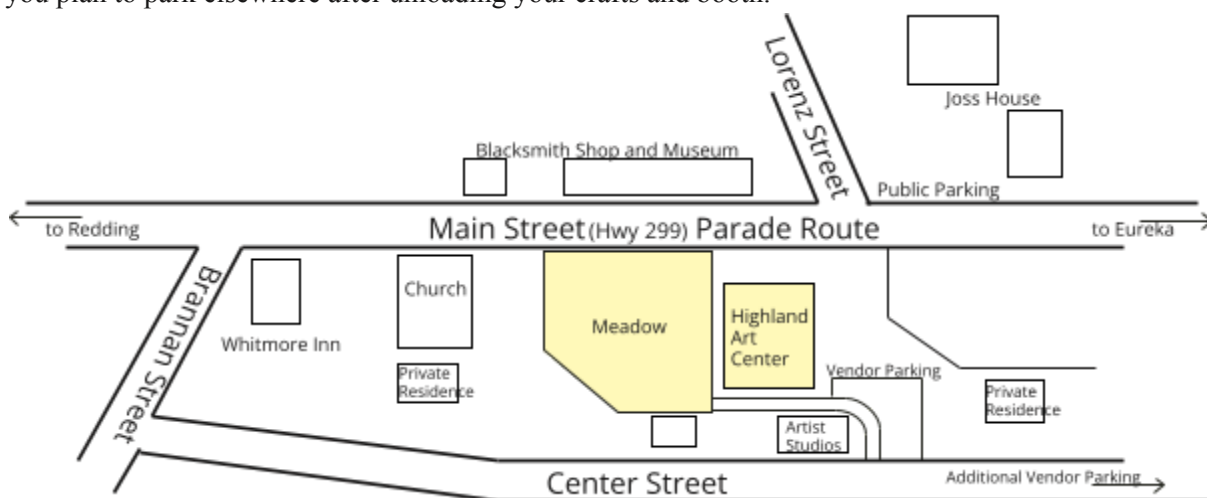 you plan to park elsewhere after unloading your crafts and booth.
Lorenz Street
Joss House
Blacksmith Shop and Museum
Public Parking
to Redding
Main Street (Hwy 299) Parade Route
to Eureka
Brannan Street
Church
Whitmore Inn
Meadow
Highland
Art
Center
Private
Residence
Vendor Parking
Private
Residence
Artist
Studios
Center Street
Additional Vendor Parking